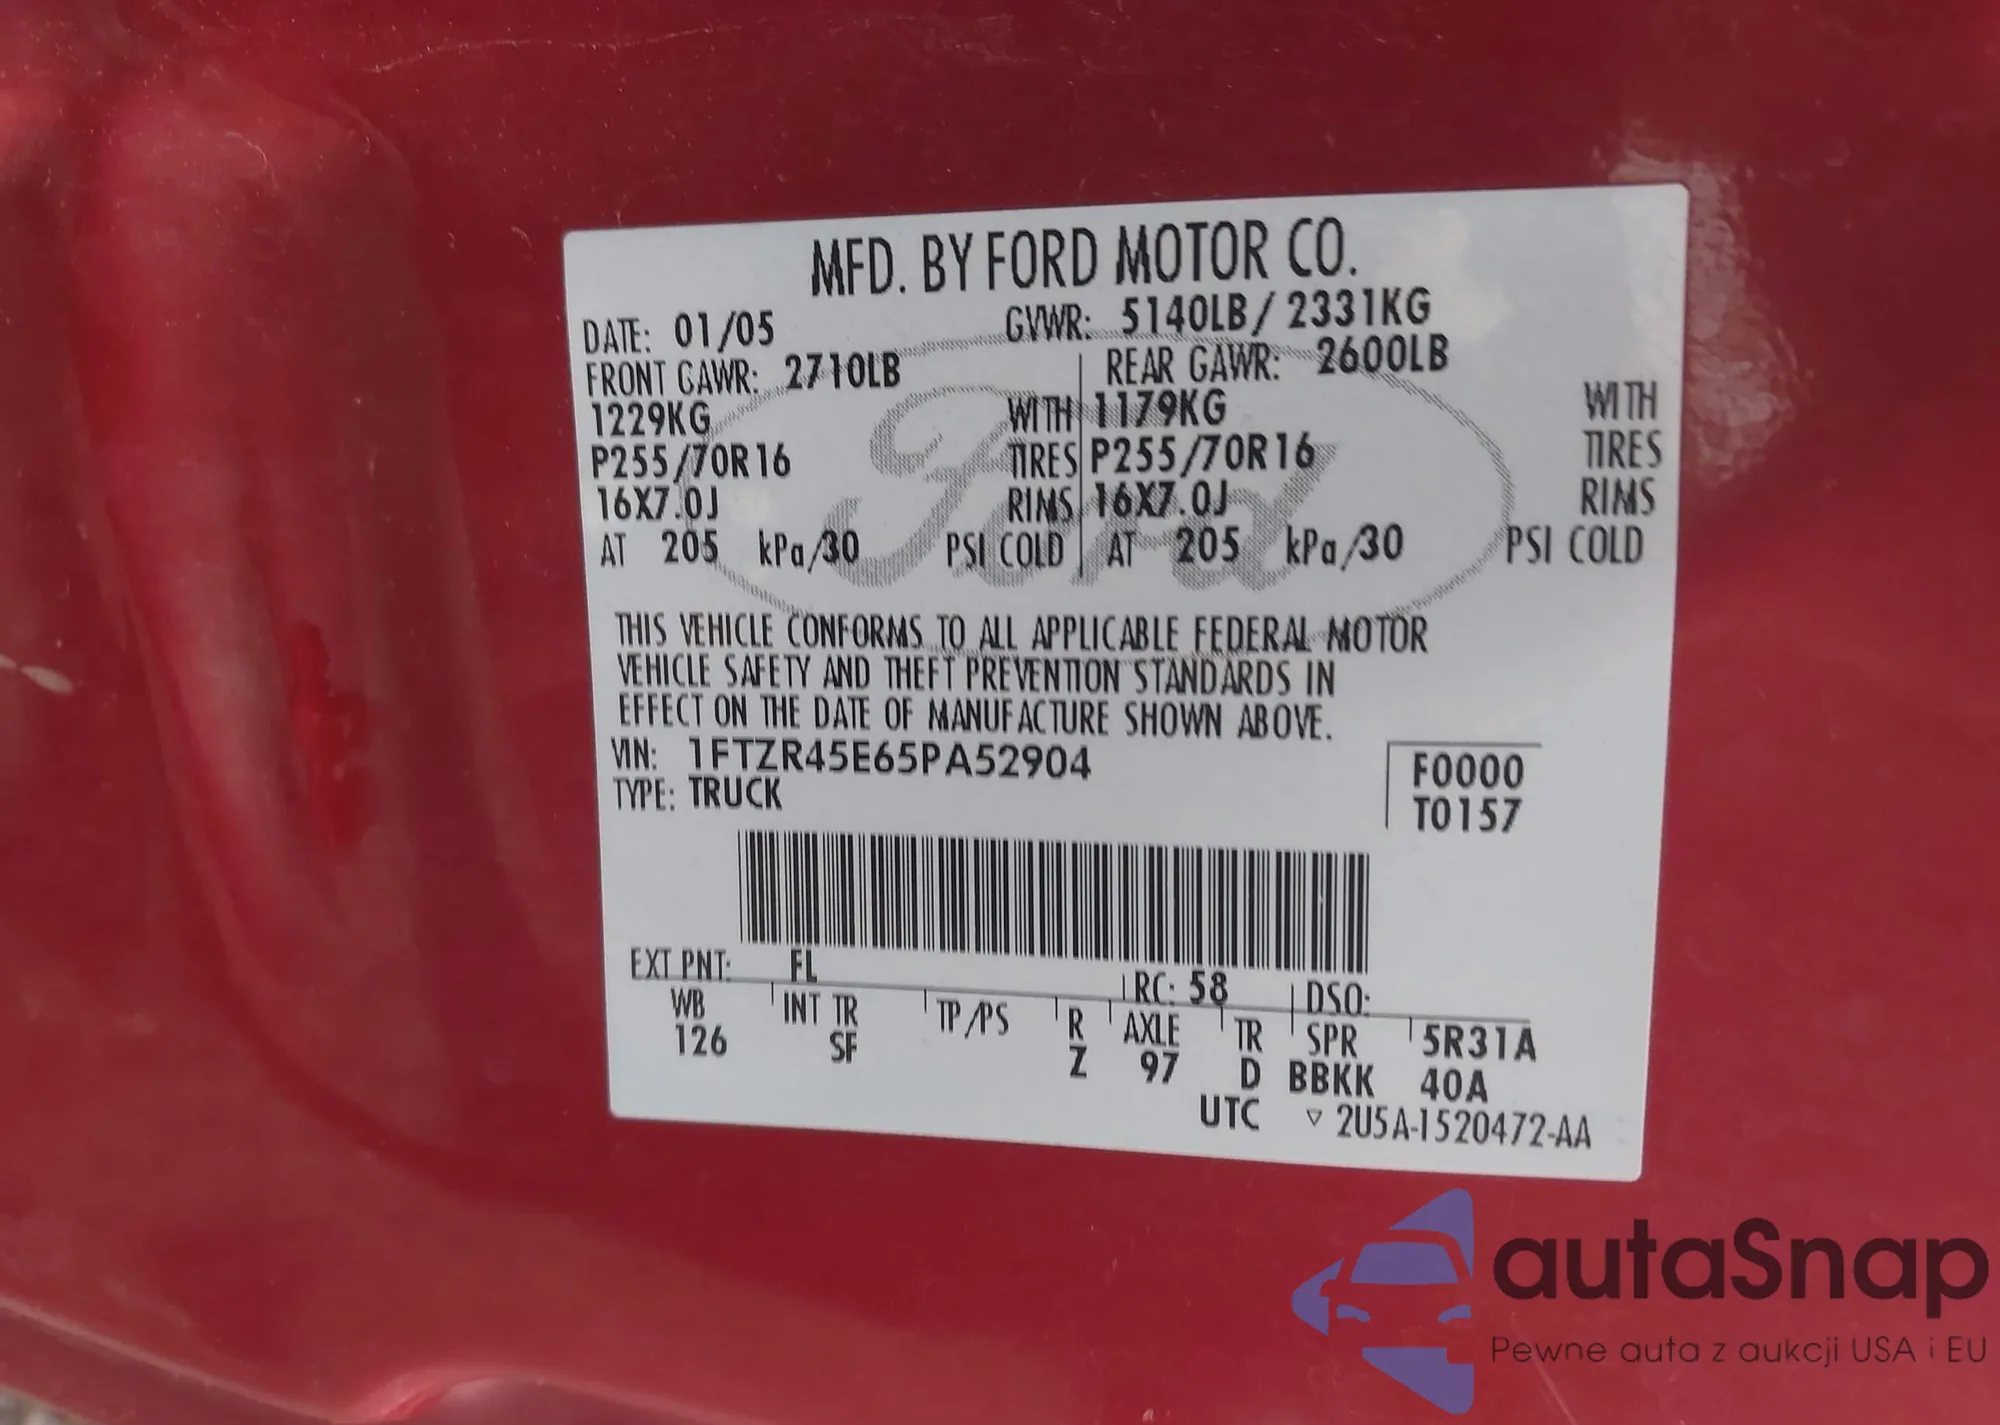 MFD. BY FORD MOTOR CO.
DATE: 01/05 GVWR: 5140LB / 2331KG
FRONT GAWR: 2710LB REAR GAWR: 2600LB
1229KG WITH 1179KG WITH
P255/70R16 TIRES P255/70R16 TIRES
16X7.0J RIMS 16X7.0J RIMS
AT 205 kPa/30 PSI COLD AT 205 kPa/30 PSI COLD
Ford
THIS VEHICLE CONFORMS TO ALL APPLICABLE FEDERAL MOTOR
VEHICLE SAFETY AND THEFT PREVENTION STANDARDS IN
EFFECT ON THE DATE OF MANUFACTURE SHOWN ABOVE.
VIN: 1FTZR45E65PA52904 F0000
TYPE: TRUCK T0157
EXT PNT: FL RC: 58 DSO:
WB INT TR TP/PS R AXLE TR SPR 5R31A
126 SF Z 97 D BBKK 40A
UTC ▽ 2U5A-1520472-AA
autaSnap
Pewne auta z aukcji USA i EU